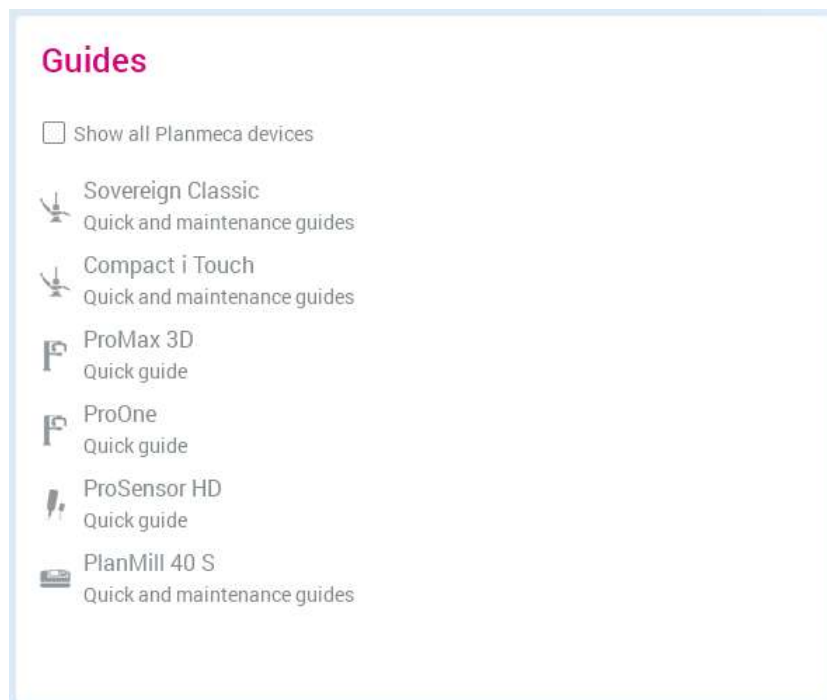 Guides
Show all Planmeca devices
Sovereign Classic
Quick and maintenance guides
Compact i Touch
Quick and maintenance guides
ProMax 3D
Quick guide
ProOne
Quick guide
ProSensor HD
Quick guide
PlanMill 40 S
Quick and maintenance guides